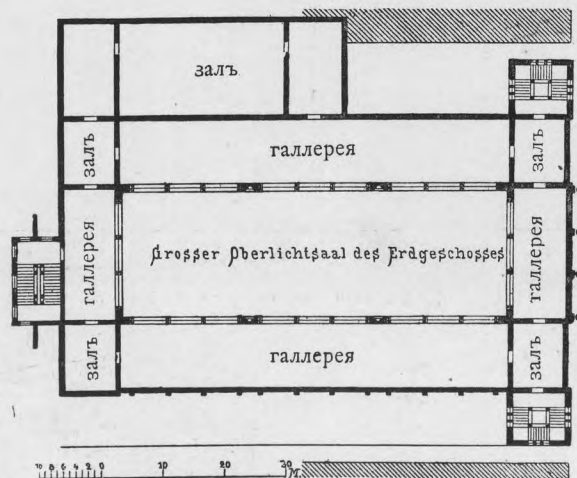 залъ
залъ
галлерея
залъ
галлерея
Grosser Oberlichtsaal des Erdgeschosses
галлерея
залъ
галлерея
залъ
10 8 6 4 2 0 10 20 30 M.